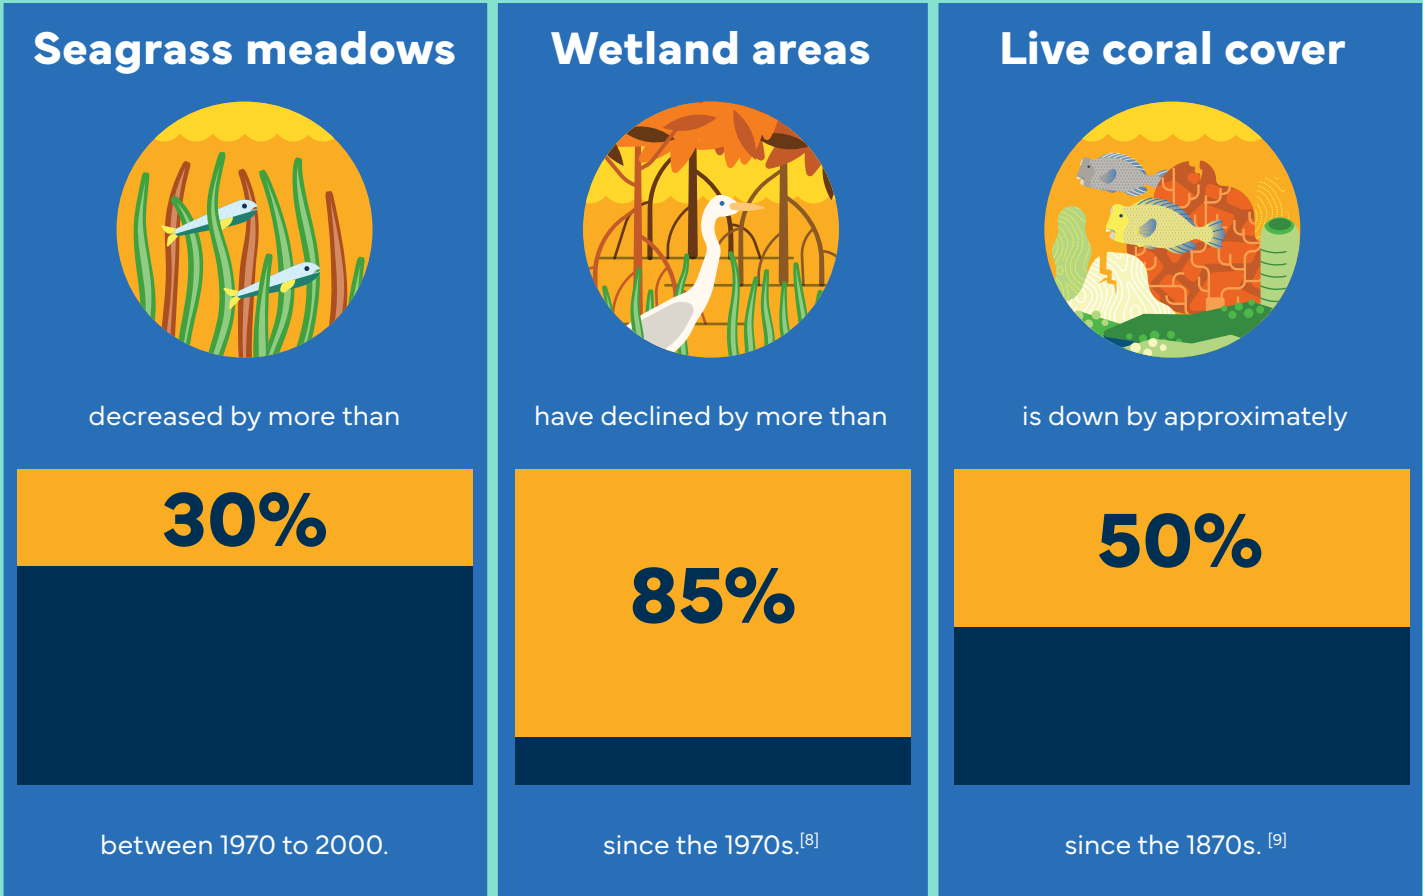 Seagrass meadows
decreased by more than
30%
between 1970 to 2000.
Wetland areas
have declined by more than
85%
since the 1970s.[8]
Live coral cover
is down by approximately
50%
since the 1870s. [9]